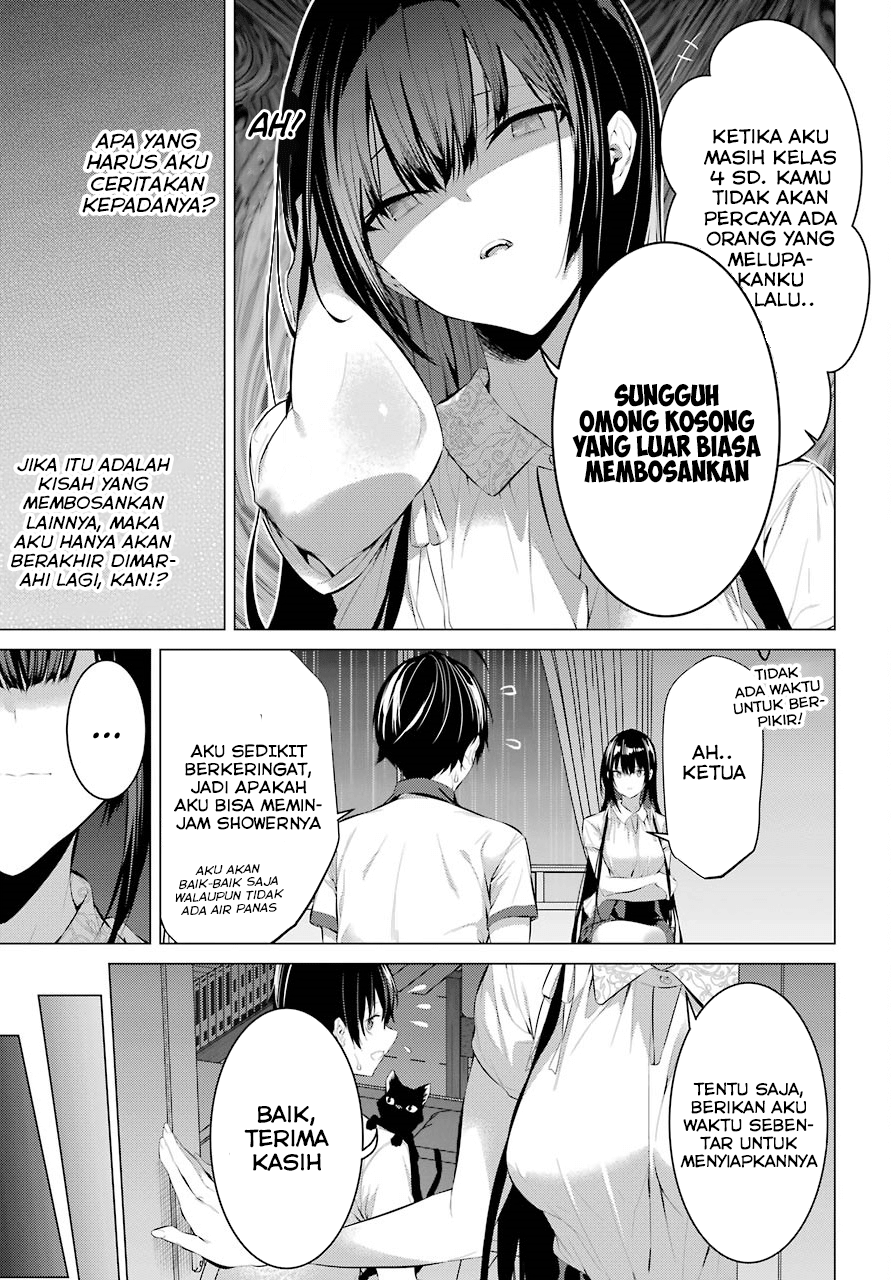 KETIKA AKU
MASIH KELAS
4 SD. KAMU
TIDAK AKAN
PERCAYA ADA
ORANG YANG
MELUPA-
KANKU
LALU..
SUNGGUH
OMONG KOSONG
YANG LUAR BIASA
MEMBOSANKAN
AH!
APA YANG
HARUS AKU
CERITAKAN
KEPADANYA?
JIKA ITU ADALAH
KISAH YANG
MEMBOSANKAN
LAINNYA, MAKA
AKU HANYA AKAN
BERAKHIR DIMAR-
AHI LAGI, KAN!?
TIDAK
ADA WAKTU
UNTUK BER-
PIKIR!
AH..
KETUA
AKU SEDIKIT
BERKERINGAT,
JADI APAKAH
AKU BISA MEMIN-
JAM SHOWERNYA
AKU AKAN
BAIK-BAIK SAJA
WALAUPUN TIDAK
ADA AIR PANAS
...
TENTU SAJA,
BERIKAN AKU
WAKTU SEBEN-
TAR UNTUK
MENYIAPKANNYA
BAIK,
TERIMA
KASIH